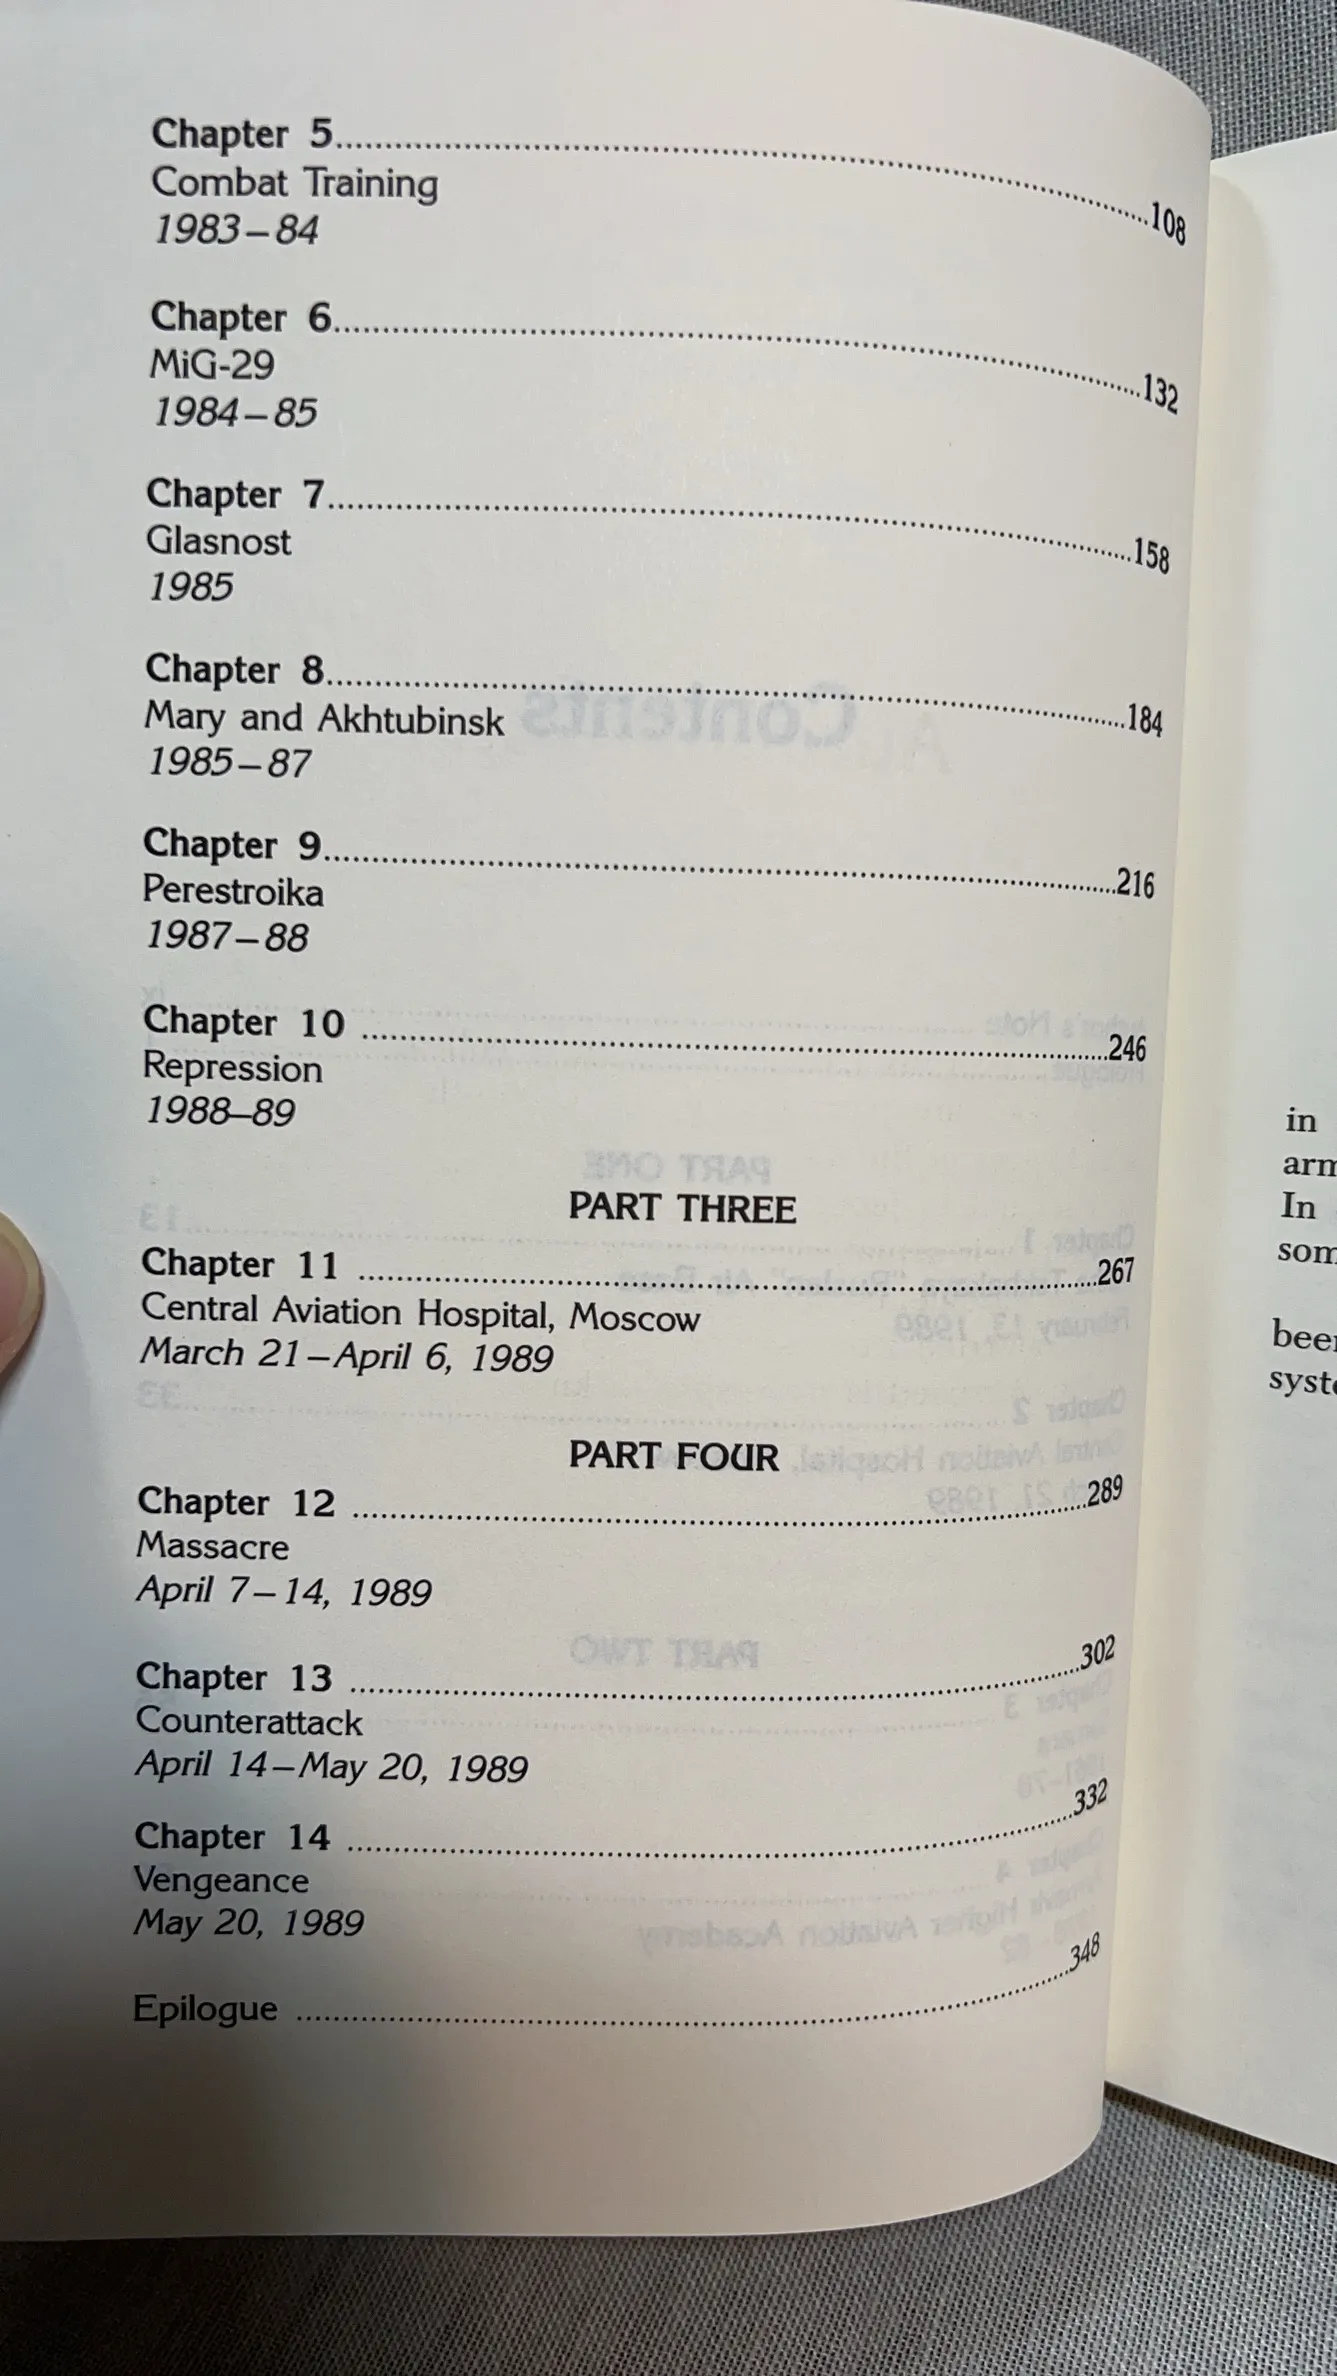 Chapter 5..........108
Combat Training
1983–84
Chapter 6..........132
MiG-29
1984–85
Chapter 7..........158
Glasnost
1985
Chapter 8..........184
Mary and Akhtubinsk
1985–87
Chapter 9..........216
Perestroika
1987–88
Chapter 10 ..........246
Repression
1988–89
PART THREE
Chapter 11 ..........267
Central Aviation Hospital, Moscow
March 21–April 6, 1989
PART FOUR
Chapter 12 ..........289
Massacre
April 7–14, 1989
Chapter 13 ..........302
Counterattack
April 14–May 20, 1989
Chapter 14 ..........332
Vengeance
May 20, 1989
Epilogue ..........348
in
In